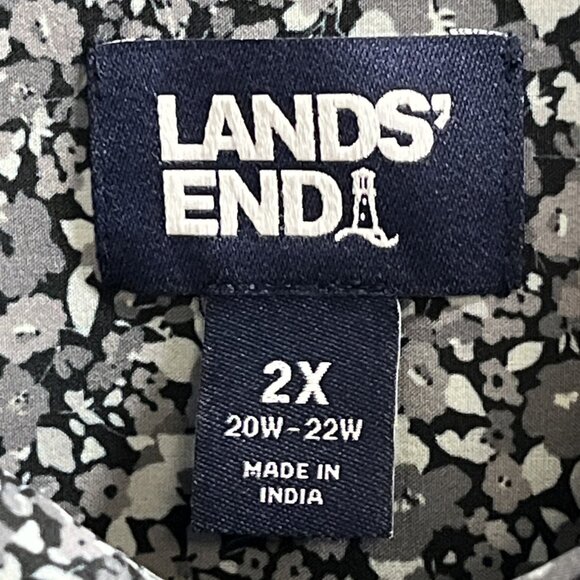 LANDS'
END
2X
20W-22W
MADE IN
INDIA